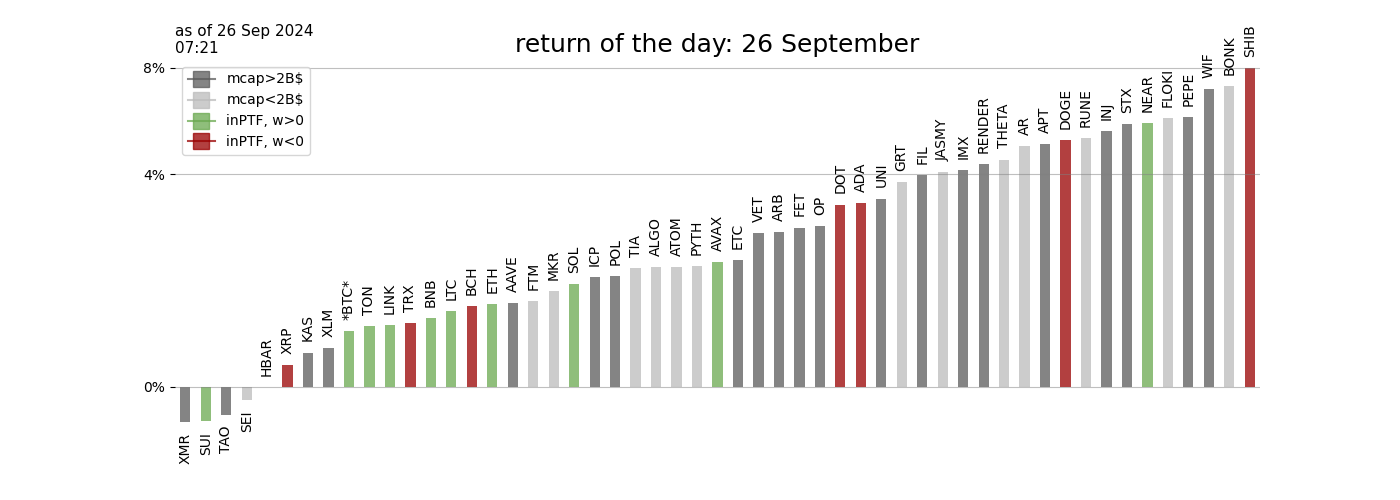 as of 26 Sep 2024
07:21
return of the day: 26 September
8%
4%
0%
mcap>2B$
mcap<2B$
inPTF, w>0
inPTF, w<0
XMR
SUI
TAO
SEI
HBAR
XRP
KAS
XLM
*BTC*
TON
LINK
TRX
BNB
LTC
BCH
ETH
AAVE
FTM
MKR
SOL
ICP
POL
TIA
ALGO
ATOM
PYTH
AVAX
ETC
VET
ARB
FET
OP
DOT
ADA
UNI
GRT
FIL
JASMY
IMX
RENDER
THETA
AR
APT
DOGE
RUNE
INJ
STX
NEAR
FLOKI
PEPE
WIF
BONK
SHIB